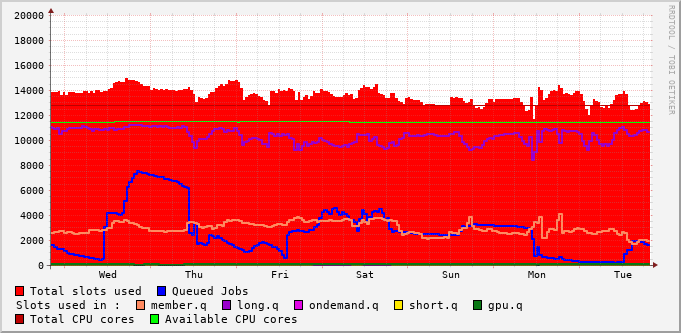 20000
18000
16000
14000
12000
10000
8000
6000
4000
2000
0
Wed Thu Fri Sat Sun Mon Tue
RRDTOOL / TOBI OETIKER
Total slots used Queued Jobs
Slots used in : member.q long.q ondemand.q short.q gpu.q
Total CPU cores Available CPU cores